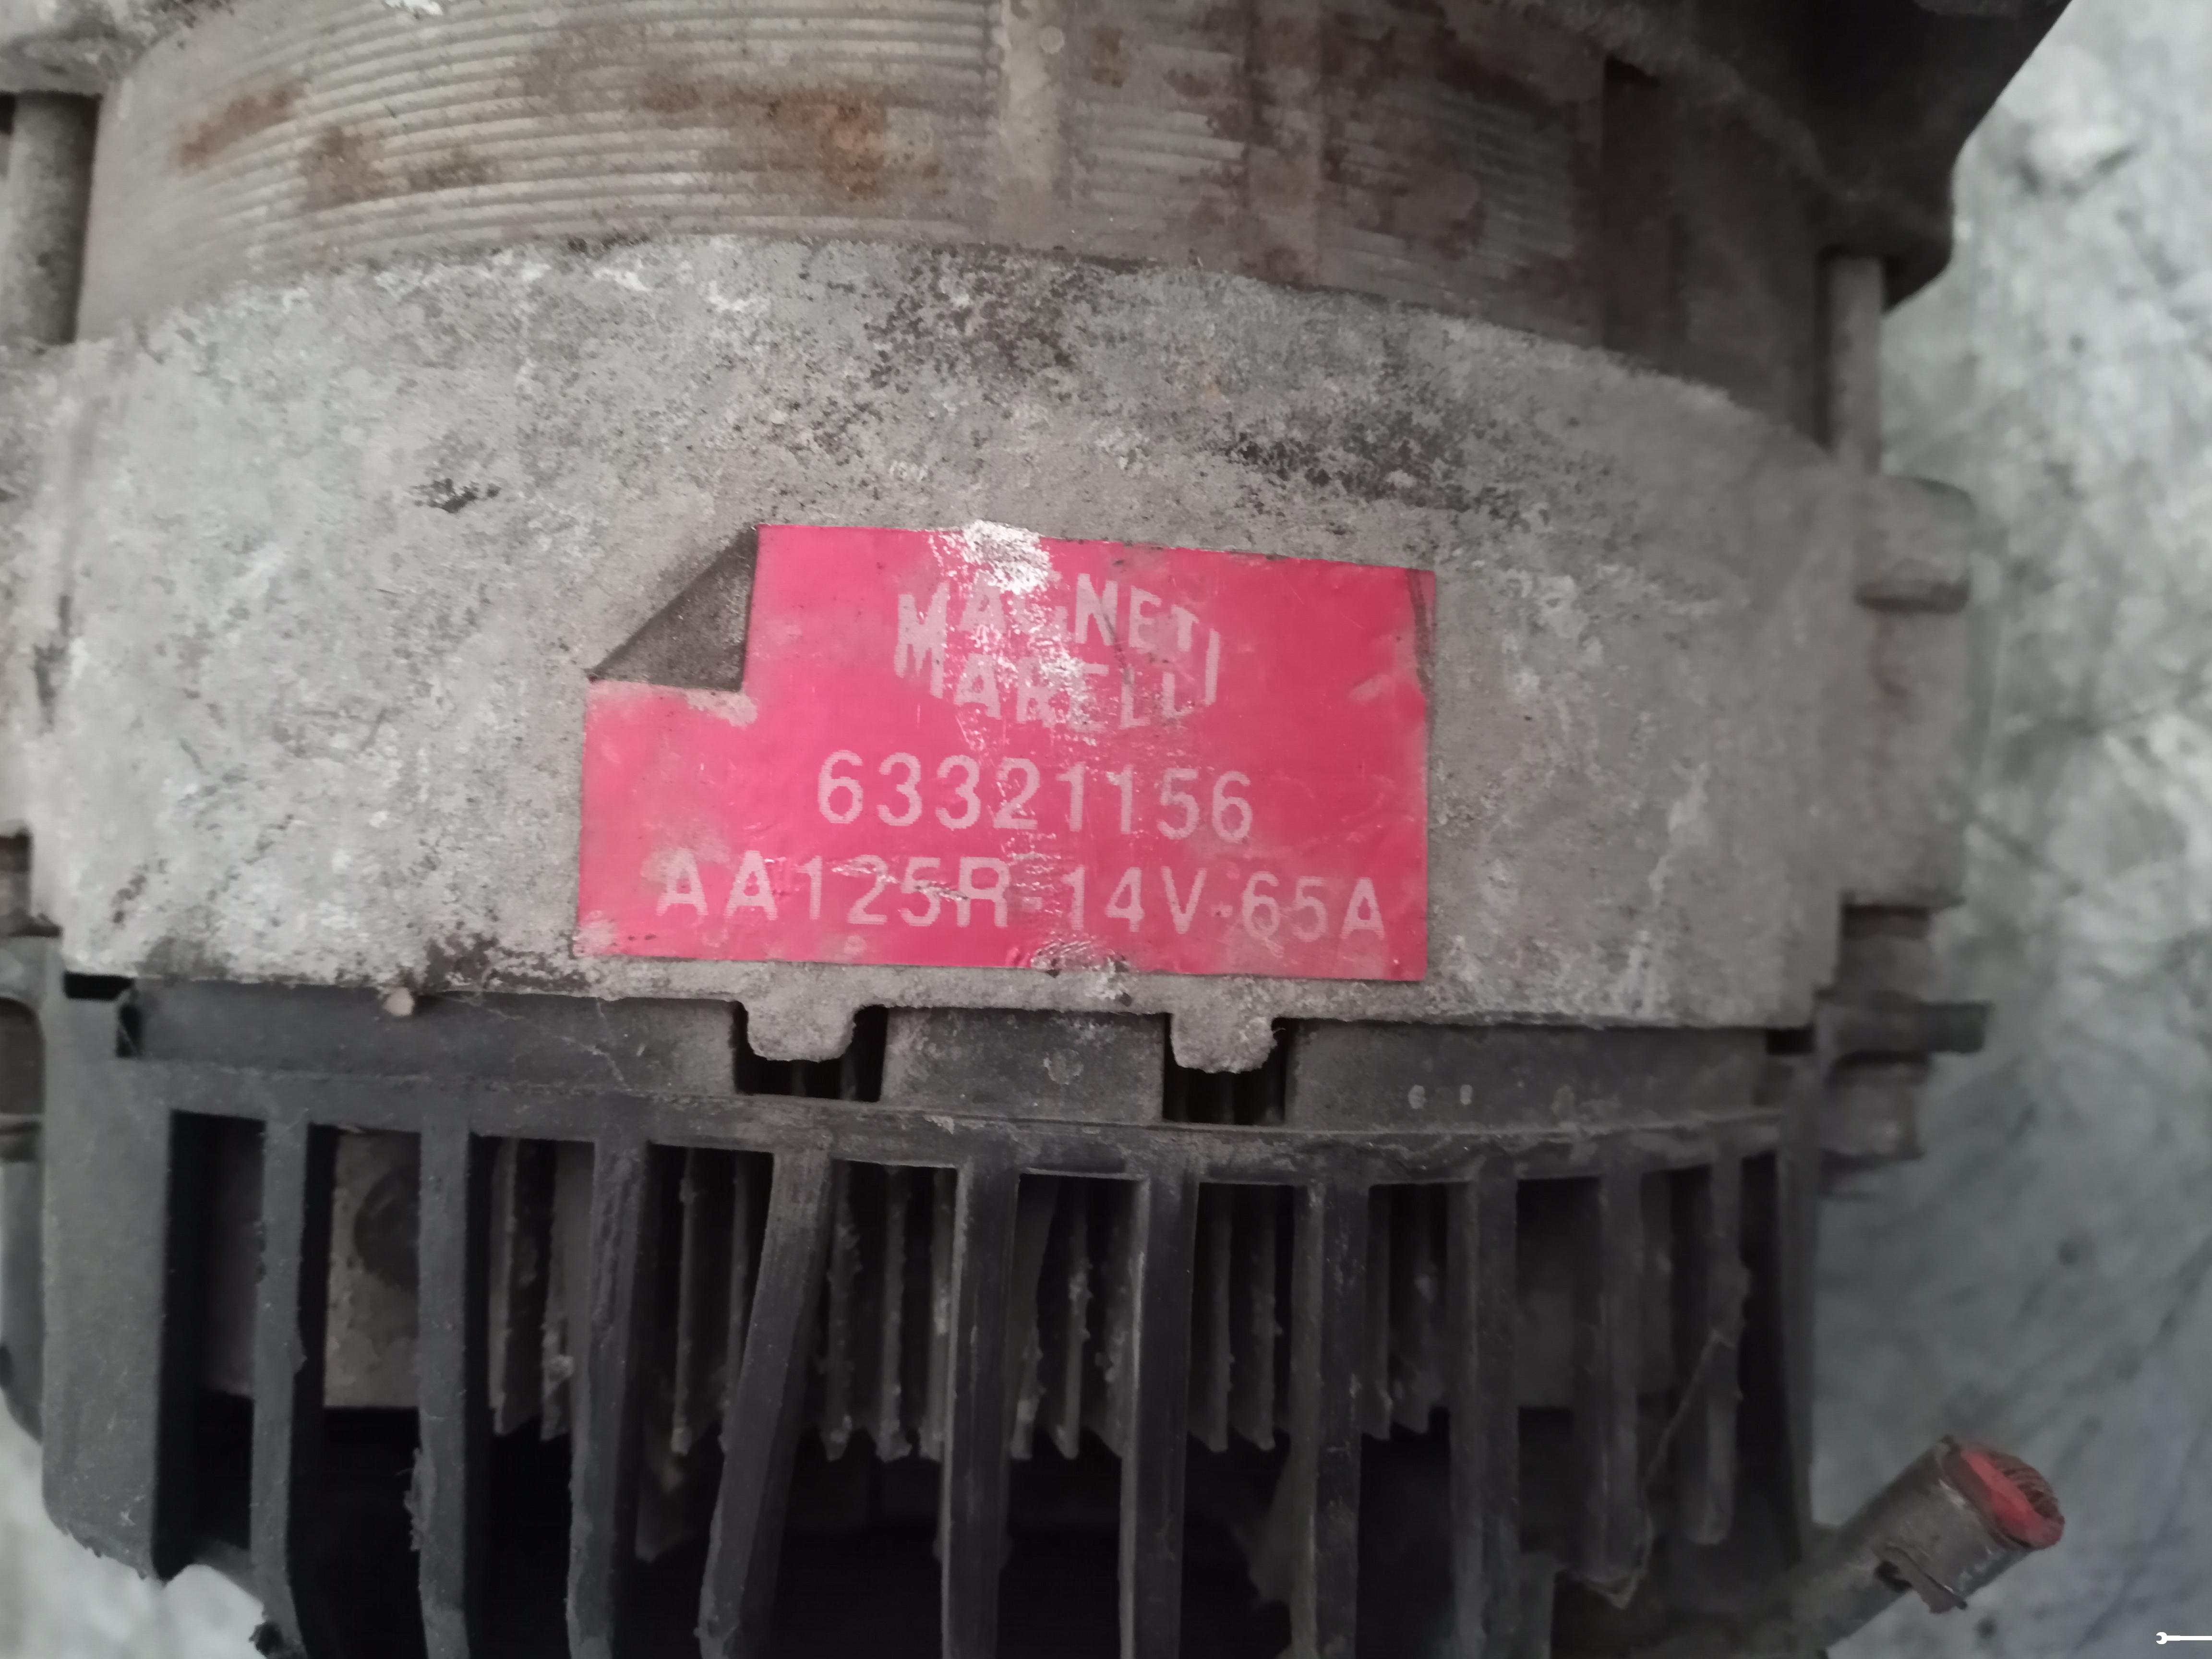 MAGNETI
MARELLI
63321156
AA125R-14V-65A